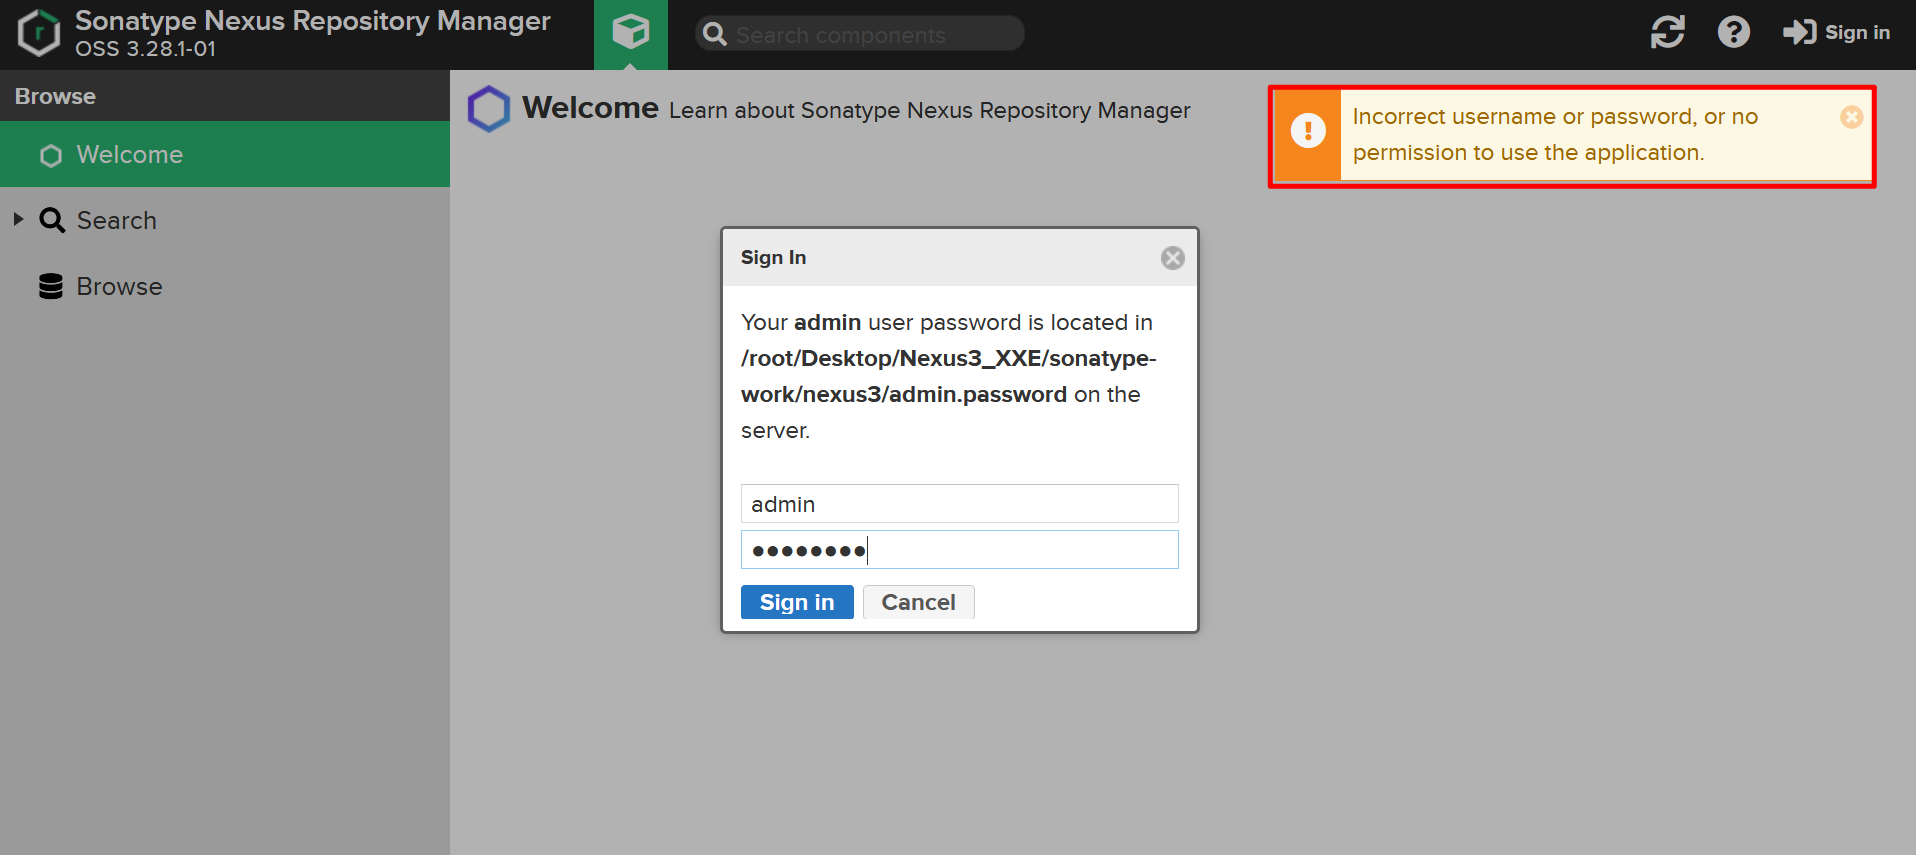 Sonatype Nexus Repository Manager
OSS 3.28.1-01
Search components
Sign in
Browse
Welcome
Search
Browse
Welcome Learn about Sonatype Nexus Repository Manager
Incorrect username or password, or no
permission to use the application.
Sign In
Your admin user password is located in
/root/Desktop/Nexus3_XXE/sonatype-
work/nexus3/admin.password on the
server.
admin
●●●●●●●●
Sign in Cancel